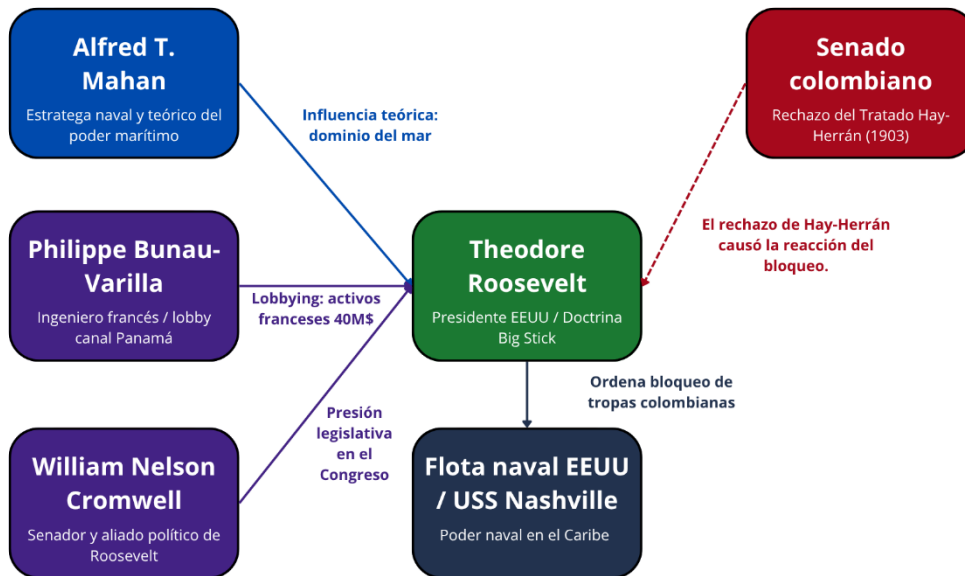 Alfred T.
Mahan
Estratega naval y teórico del
poder marítimo
Influencia teórica:
dominio del mar
Senado
colombiano
Rechazo del Tratado Hay-
Herrán (1903)
El rechazo de Hay-Herrán
causó la reacción del
bloqueo.
Philippe Bunau-
Varilla
Ingeniero francés / lobby
canal Panamá
Lobbying: activos
franceses 40M$
Theodore
Roosevelt
Presidente EEUU / Doctrina
Big Stick
Ordena bloqueo de
tropas colombianas
Presión
legislativa
en el
Congreso
William Nelson
Cromwell
Senador y aliado político de
Roosevelt
Flota naval EEUU
/ USS Nashville
Poder naval en el Caribe